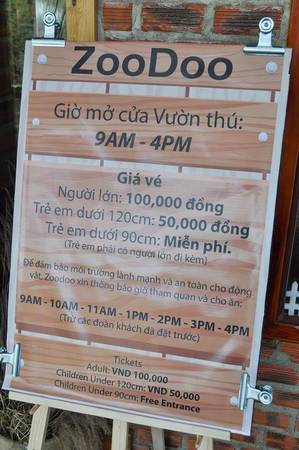 ZooDoo
Giờ mở cửa Vườn thú:
9AM - 4PM
Giá vé
Người lớn: 100,000 đồng
Trẻ em dưới 120cm: 50,000 đồng
Trẻ em dưới 90cm: Miễn phí.
(Trẻ em phải có người lớn đi kèm)
Để đảm bảo môi trường lành mạnh và an toàn cho động
vật, Zoodoo xin thông báo giờ tham quan và cho ăn:
9AM - 10AM - 11AM - 1PM - 2PM - 3PM - 4PM
(Trừ các đoàn khách đã đặt trước)
Tickets
Adult: VND 100,000
Children Under 120cm: VND 50,000
Children Under 90cm: Free Entrance